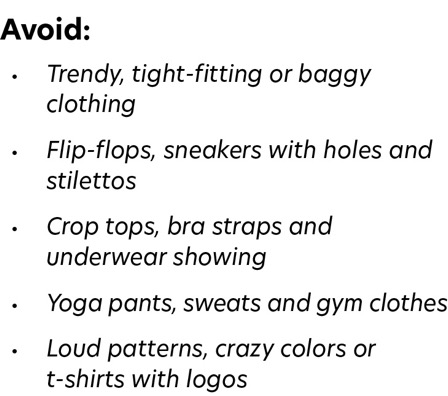 Avoid:
• Trendy, tight-fitting or baggy
clothing
• Flip-flops, sneakers with holes and
stilettos
• Crop tops, bra straps and
underwear showing
• Yoga pants, sweats and gym clothes
• Loud patterns, crazy colors or
t-shirts with logos